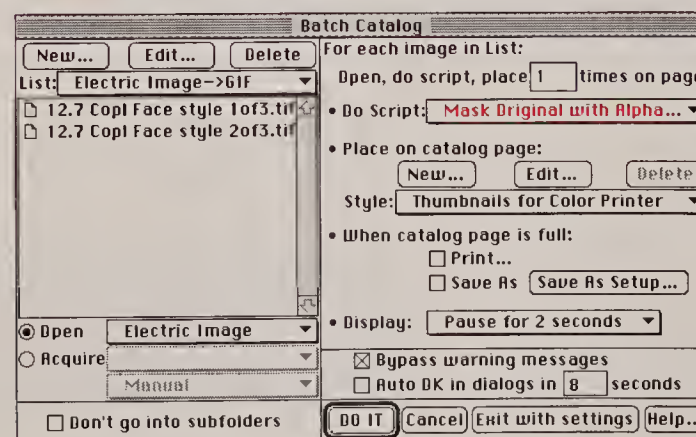 Batch Catalog
New... Edit... Delete
List: Electric Image->GIF
12.7 Copl Face style 1of3.tif
12.7 Copl Face style 2of3.tif
Open Electric Image
Acquire
Manual
Don't go into subfolders
For each image in List:
Open, do script, place 1 times on page
• Do Script: Mask Original with Alpha...
• Place on catalog page:
New... Edit... Delete
Style: Thumbnails for Color Printer
• When catalog page is full:
Print...
Save As Save As Setup...
• Display: Pause for 2 seconds
Bypass warning messages
Auto OK in dialogs in 8 seconds
DO IT Cancel Exit with settings Help..